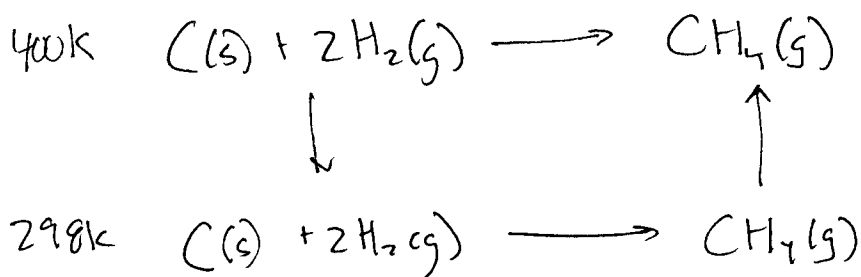 400K C(s) + 2H₂(g) → CH₄(g)
298K C(s) + 2H₂(g) → CH₄(g)